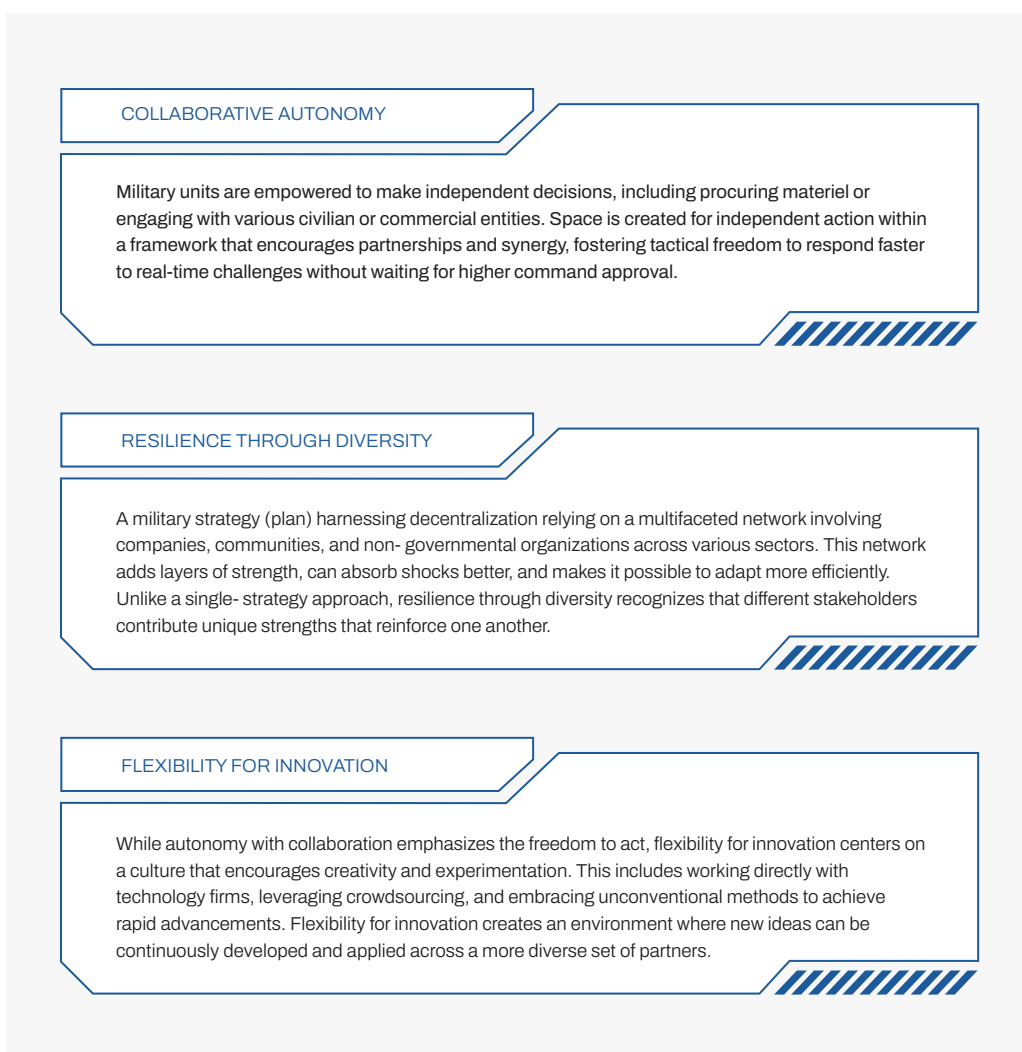 COLLABORATIVE AUTONOMY
Military units are empowered to make independent decisions, including procuring materiel or
engaging with various civilian or commercial entities. Space is created for independent action within
a framework that encourages partnerships and synergy, fostering tactical freedom to respond faster
to real-time challenges without waiting for higher command approval.
RESILIENCE THROUGH DIVERSITY
A military strategy (plan) harnessing decentralization relying on a multifaceted network involving
companies, communities, and non- governmental organizations across various sectors. This network
adds layers of strength, can absorb shocks better, and makes it possible to adapt more efficiently.
Unlike a single- strategy approach, resilience through diversity recognizes that different stakeholders
contribute unique strengths that reinforce one another.
FLEXIBILITY FOR INNOVATION
While autonomy with collaboration emphasizes the freedom to act, flexibility for innovation centers on
a culture that encourages creativity and experimentation. This includes working directly with
technology firms, leveraging crowdsourcing, and embracing unconventional methods to achieve
rapid advancements. Flexibility for innovation creates an environment where new ideas can be
continuously developed and applied across a more diverse set of partners.